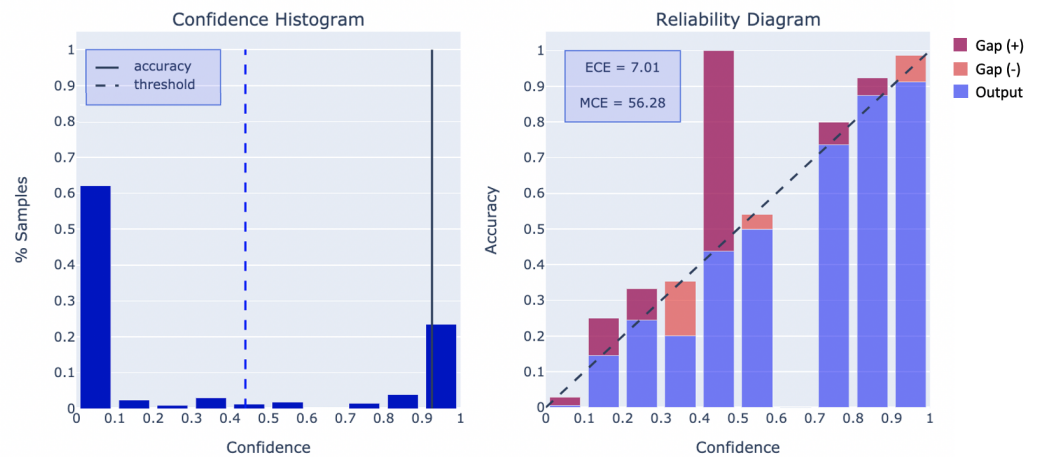 Confidence Histogram
accuracy
threshold
% Samples
1
0.9
0.8
0.7
0.6
0.5
0.4
0.3
0.2
0.1
0
0 0.1 0.2 0.3 0.4 0.5 0.6 0.7 0.8 0.9 1
Confidence
Reliability Diagram
ECE = 7.01
MCE = 56.28
Accuracy
1
0.9
0.8
0.7
0.6
0.5
0.4
0.3
0.2
0.1
0
0 0.1 0.2 0.3 0.4 0.5 0.6 0.7 0.8 0.9 1
Confidence
Gap (+)
Gap (-)
Output